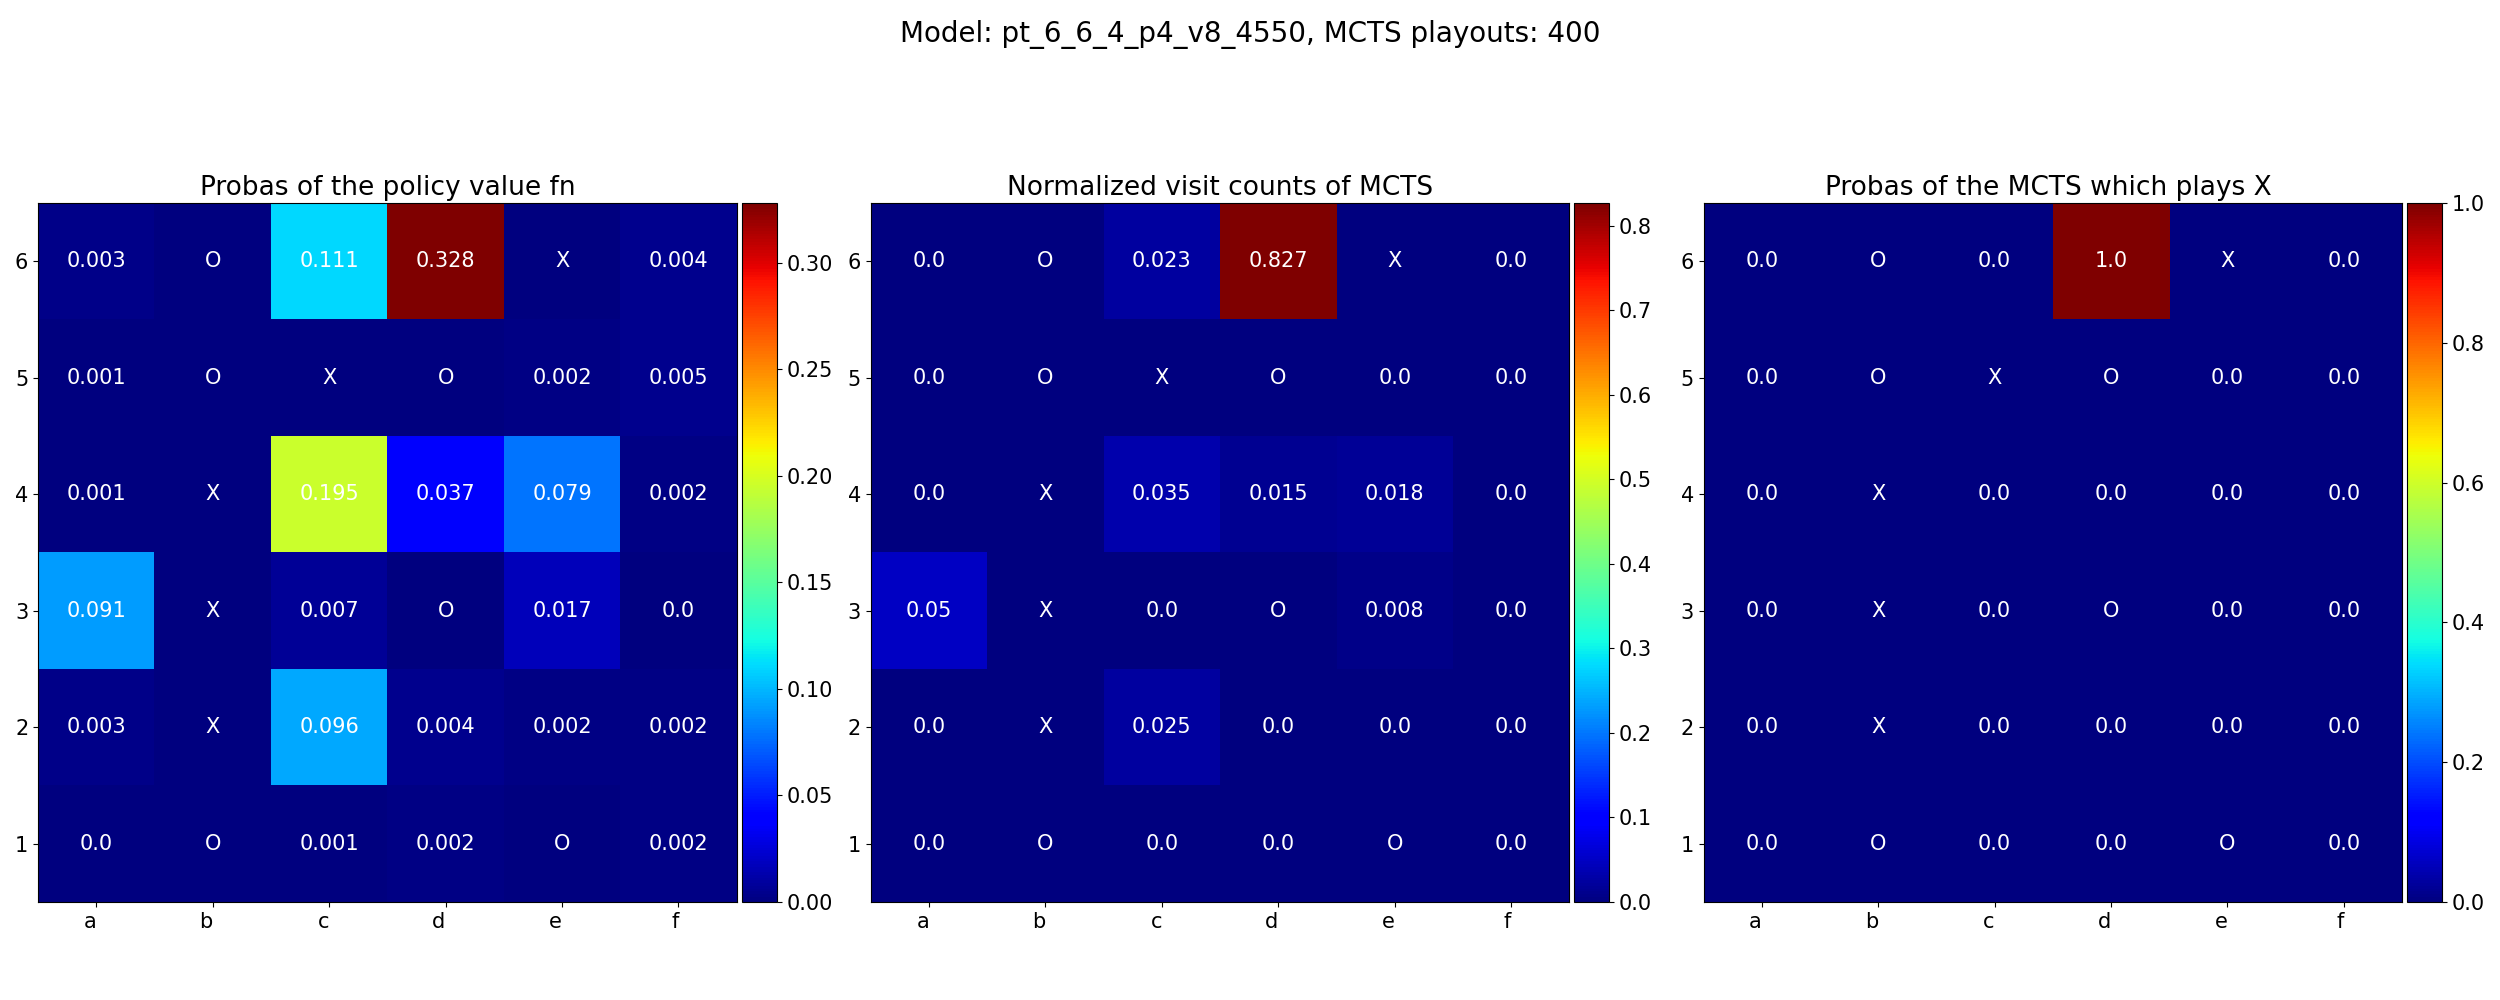 Model: pt_6_6_4_p4_v8_4550, MCTS playouts: 400
Probas of the policy value fn
6 0.003 O 0.111 0.328 X 0.004
5 0.001 O X O 0.002 0.005
4 0.001 X 0.195 0.037 0.079 0.002
3 0.091 X 0.007 O 0.017 0.0
2 0.003 X 0.096 0.004 0.002 0.002
1 0.0 O 0.001 0.002 O 0.002
a b c d e f
0.30
0.25
0.20
0.15
0.10
0.05
0.00
Normalized visit counts of MCTS
6 0.0 O 0.023 0.827 X 0.0
5 0.0 O X O 0.0 0.0
4 0.0 X 0.035 0.015 0.018 0.0
3 0.05 X 0.0 O 0.008 0.0
2 0.0 X 0.025 0.0 0.0 0.0
1 0.0 O 0.0 0.0 O 0.0
a b c d e f
0.8
0.7
0.6
0.5
0.4
0.3
0.2
0.1
0.0
Probas of the MCTS which plays X
6 0.0 O 0.0 1.0 X 0.0
5 0.0 O X O 0.0 0.0
4 0.0 X 0.0 0.0 0.0 0.0
3 0.0 X 0.0 O 0.0 0.0
2 0.0 X 0.0 0.0 0.0 0.0
1 0.0 O 0.0 0.0 O 0.0
a b c d e f
1.0
0.8
0.6
0.4
0.2
0.0